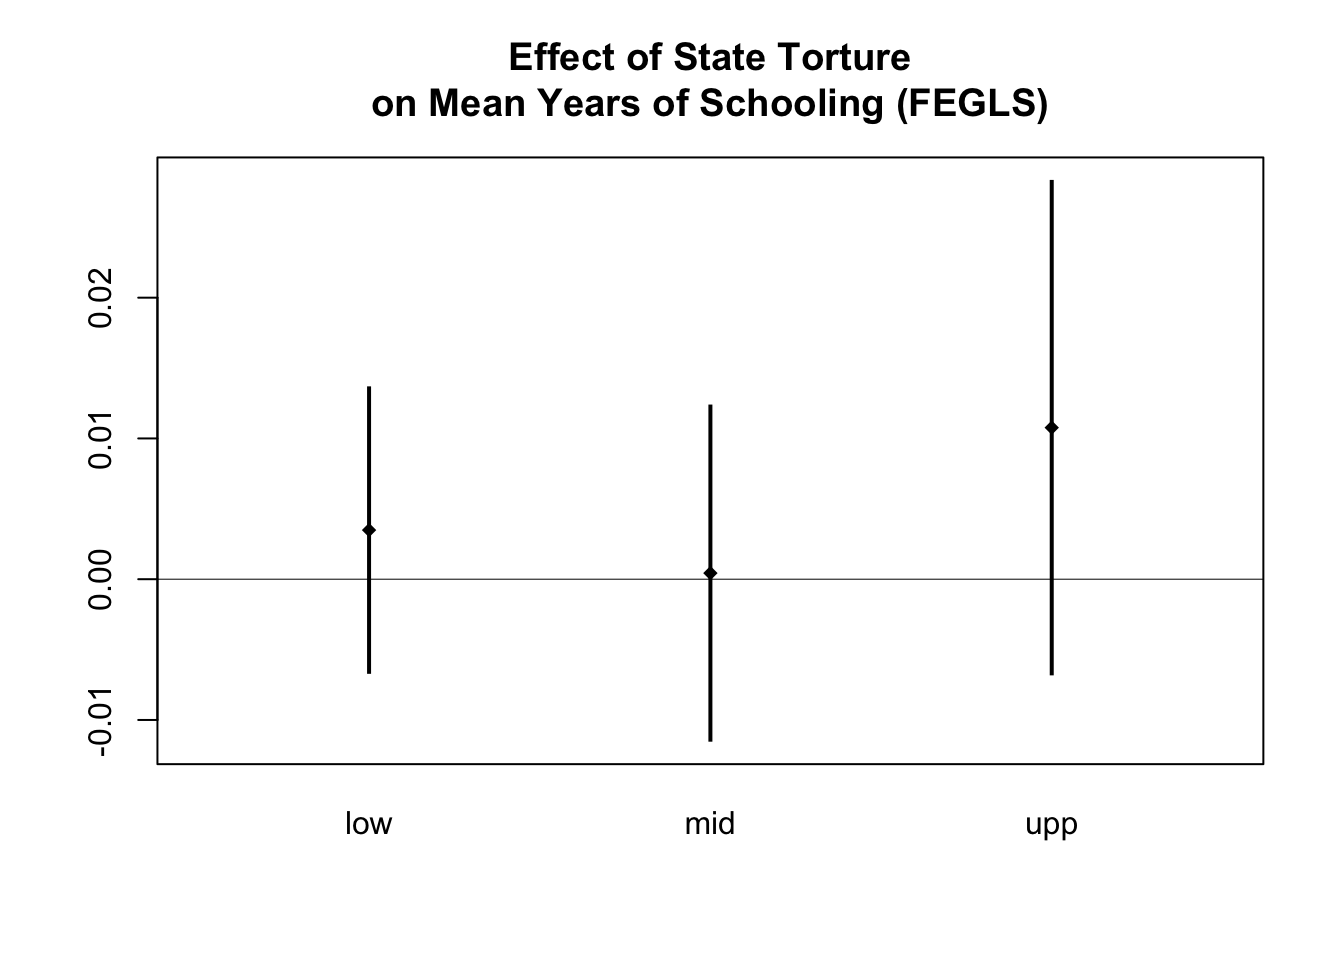 Effect of State Torture
on Mean Years of Schooling (FEGLS)
0.02
0.01
0.00
-0.01
low mid upp